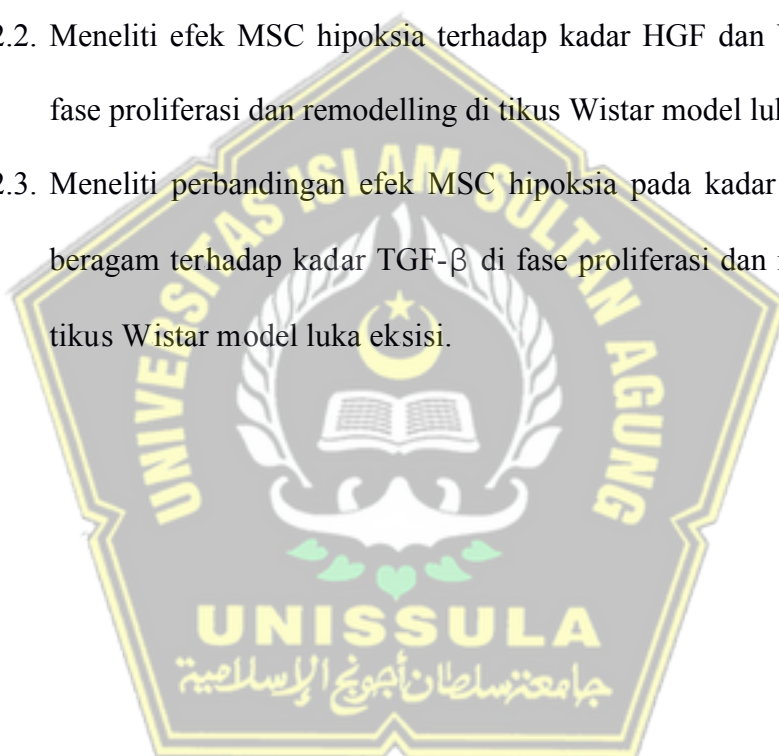 2.2. Meneliti efek MSC hipoksia terhadap kadar HGF dan
fase proliferasi dan remodelling di tikus Wistar model
2.3. Meneliti perbandingan efek MSC hipoksia pada kadar
beragam terhadap kadar TGF-β di fase proliferasi dan
tikus Wistar model luka eksisi.
UNIVERSITAS ISLAM SULTAN AGUNG
UNISSULA
جامعة سلطان أجونج الإسلامية